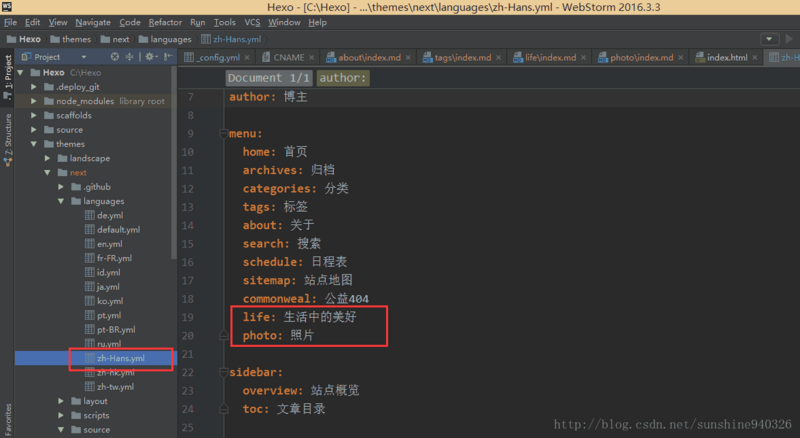 WS
Hexo - [C:\Hexo] - ...\themes\next\languages\zh-Hans.yml - WebStorm 2016.3.3
File Edit View Navigate Code Refactor Run Tools VCS Window Help
Hexo themes next languages zh-Hans.yml
Project
_config.yml × CNAME × about\index.md × tags\index.md × life\index.md × photo\index.md × index.html × zh-H
1: Project
Z: Structure
Favorites
Hexo C:\Hexo
.deploy_git
node_modules library root
scaffolds
source
themes
landscape
next
.github
languages
de.yml
default.yml
en.yml
fr-FR.yml
id.yml
ja.yml
ko.yml
pt.yml
pt-BR.yml
ru.yml
zh-Hans.yml
zh-hk.yml
zh-tw.yml
layout
scripts
source
Document 1/1 author:
7 author: 博主
8
9 menu:
10 home: 首页
11 archives: 归档
12 categories: 分类
13 tags: 标签
14 about: 关于
15 search: 搜索
16 schedule: 日程表
17 sitemap: 站点地图
18 commonweal: 公益404
19 life: 生活中的美好
20 photo: 照片
21
22 sidebar:
23 overview: 站点概览
24 toc: 文章目录
25
http://blog.csdn.net/sunshine940326